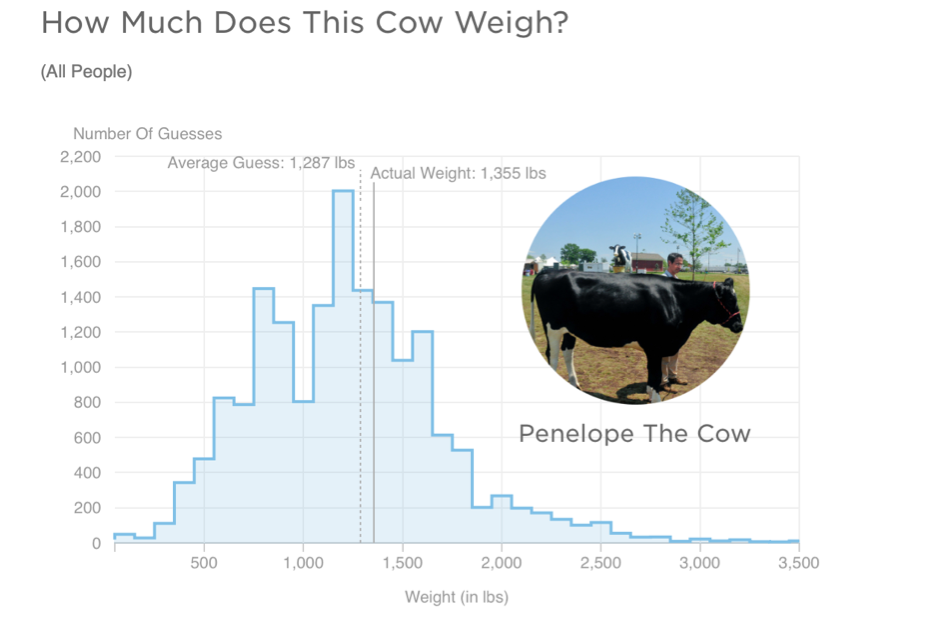 How Much Does This Cow Weigh?
(All People)
Number Of Guesses
2,200
Average Guess: 1,287 lbs
Actual Weight: 1,355 lbs
2,000
1,800
1,600
1,400
1,200
1,000
800
600
400
200
0
Penelope The Cow
500 1,000 1,500 2,000 2,500 3,000 3,500
Weight (in lbs)